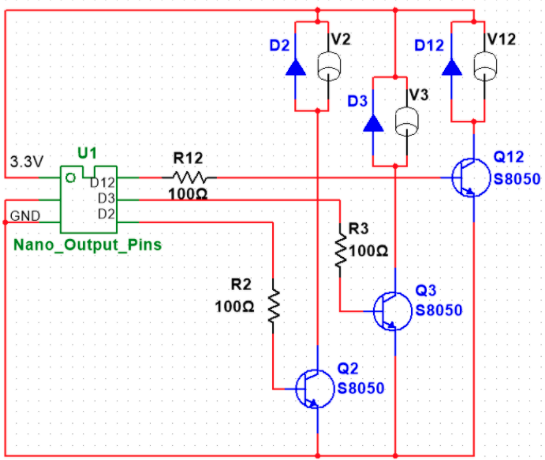 D2 V2
D12 V12
D3 V3
3.3V
U1
R12
100Ω
Q12
S8050
D12
D3
D2
GND
Nano_Output_Pins
R3
100Ω
R2
100Ω
Q3
S8050
Q2
S8050